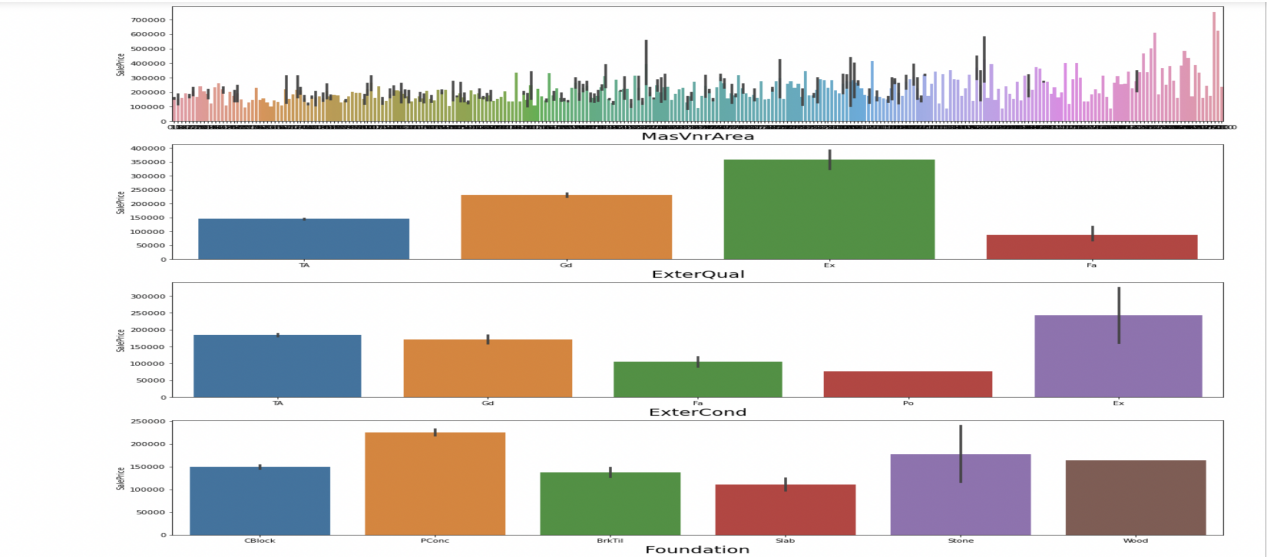 700000
600000
500000
400000
300000
200000
100000
0
SalePrice
MasVnrArea
400000
350000
300000
250000
200000
150000
100000
50000
0
SalePrice
TA Gd Ex Fa
ExterQual
300000
250000
200000
150000
100000
50000
0
SalePrice
TA Gd Fa Po Ex
ExterCond
250000
200000
150000
100000
50000
0
SalePrice
CBlock PConc BrkTil Slab Stone Wood
Foundation